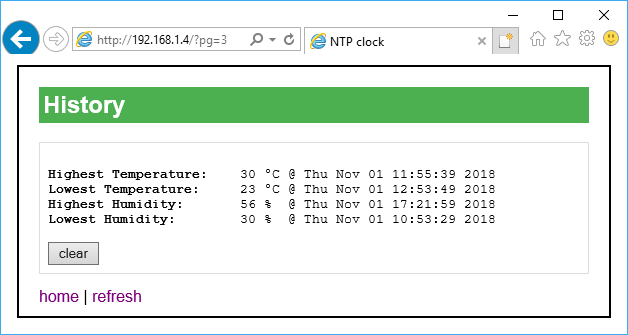 http://192.168.1.4/?pg=3
NTP clock
History
Highest Temperature:    30 °C @ Thu Nov 01 11:55:39 2018
Lowest Temperature:     23 °C @ Thu Nov 01 12:53:49 2018
Highest Humidity:       56 %  @ Thu Nov 01 17:21:59 2018
Lowest Humidity:        30 %  @ Thu Nov 01 10:53:29 2018
clear
home | refresh